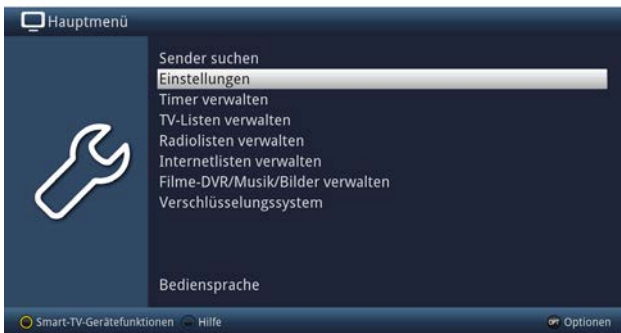 Hauptmenü
Sender suchen
Einstellungen
Timer verwalten
TV-Listen verwalten
Radiolisten verwalten
Internetlisten verwalten
Filme-DVR/Musik/Bilder verwalten
Verschlüsselungssystem
Bediensprache
Smart-TV-Gerätefunktionen Hilfe OPT Optionen